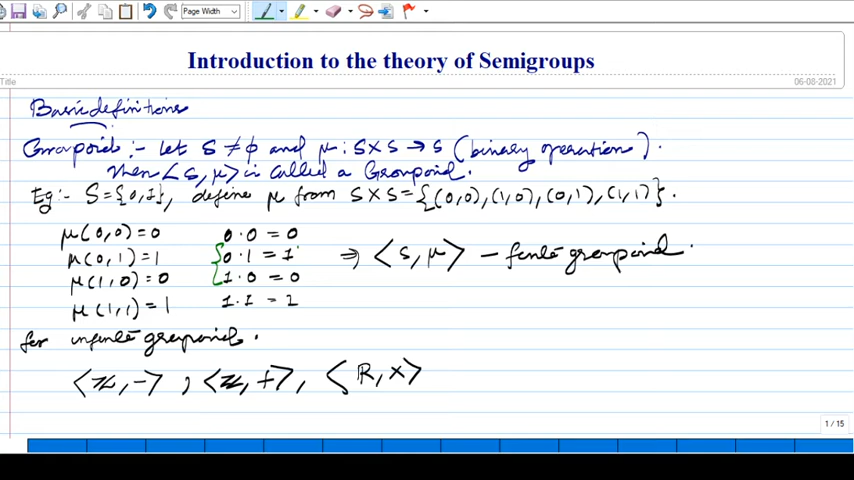 Page Width
Introduction to the theory of Semigroups
Title
06-08-2021
Basic definitions
Groupoid :- Let S ≠ φ and μ : S×S → S (binary operation).
Then <S, μ> is called a Groupoid.
Eg :- S = {0,1}, define μ from S×S = {(0,0), (1,0), (0,1), (1,1)}.
μ(0,0) = 0 0·0 = 0
μ(0,1) = 1 0·1 = 1 ⇒ <S, μ> – finite groupoid.
μ(1,0) = 0 1·0 = 0
μ(1,1) = 1 1·1 = 1
for infinite groupoid.
<ℤ, −> , <ℤ, +>, <ℝ, ×>
1 / 15